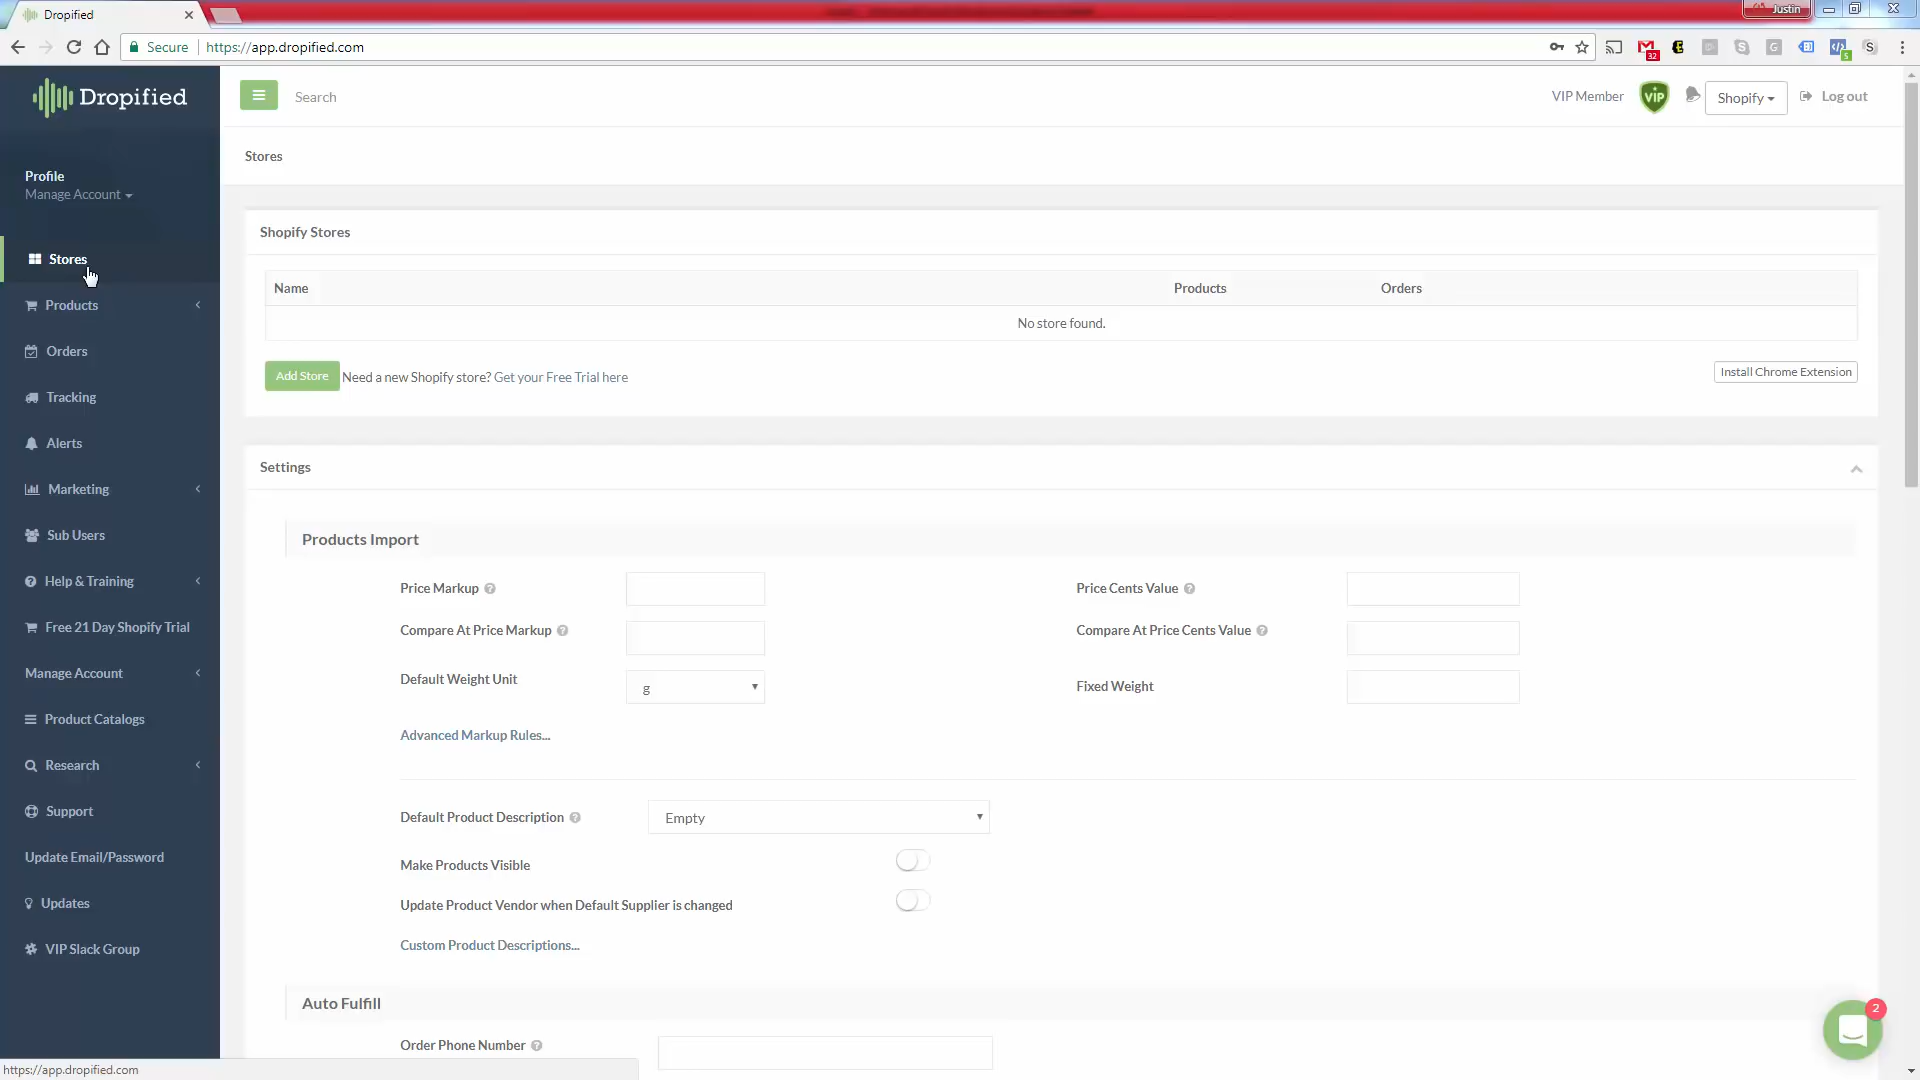 Dropified
Justin
Secure
https://app.dropified.com
32
5
Dropified
Search
VIP Member
VIP
Shopify
Log out
Profile
Manage Account
Stores
Products
Orders
Tracking
Alerts
Marketing
Sub Users
Help & Training
Free 21 Day Shopify Trial
Manage Account
Product Catalogs
Research
Support
Update Email/Password
Updates
VIP Slack Group
Stores
Shopify Stores
Name Products Orders
No store found.
Add Store Need a new Shopify store? Get your Free Trial here
Install Chrome Extension
Settings
Products Import
Price Markup
Price Cents Value
Compare At Price Markup
Compare At Price Cents Value
Default Weight Unit
g
Fixed Weight
Advanced Markup Rules...
Default Product Description
Empty
Make Products Visible
Update Product Vendor when Default Supplier is changed
Custom Product Descriptions...
Auto Fulfill
Order Phone Number
2
https://app.dropified.com